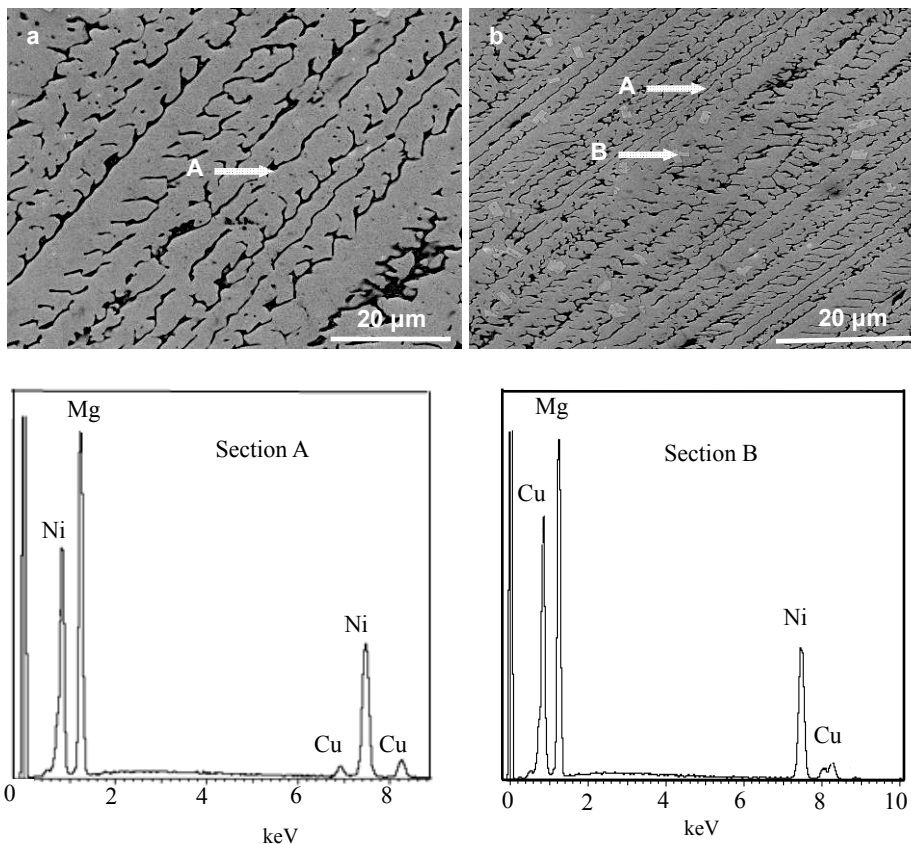 a
A
20 µm
b
A
B
20 µm
Mg
Section A
Ni
Ni
Cu
Cu
0 2 4 6 8
keV
Mg
Section B
Cu
Ni
Cu
0 2 4 6 8 10
keV